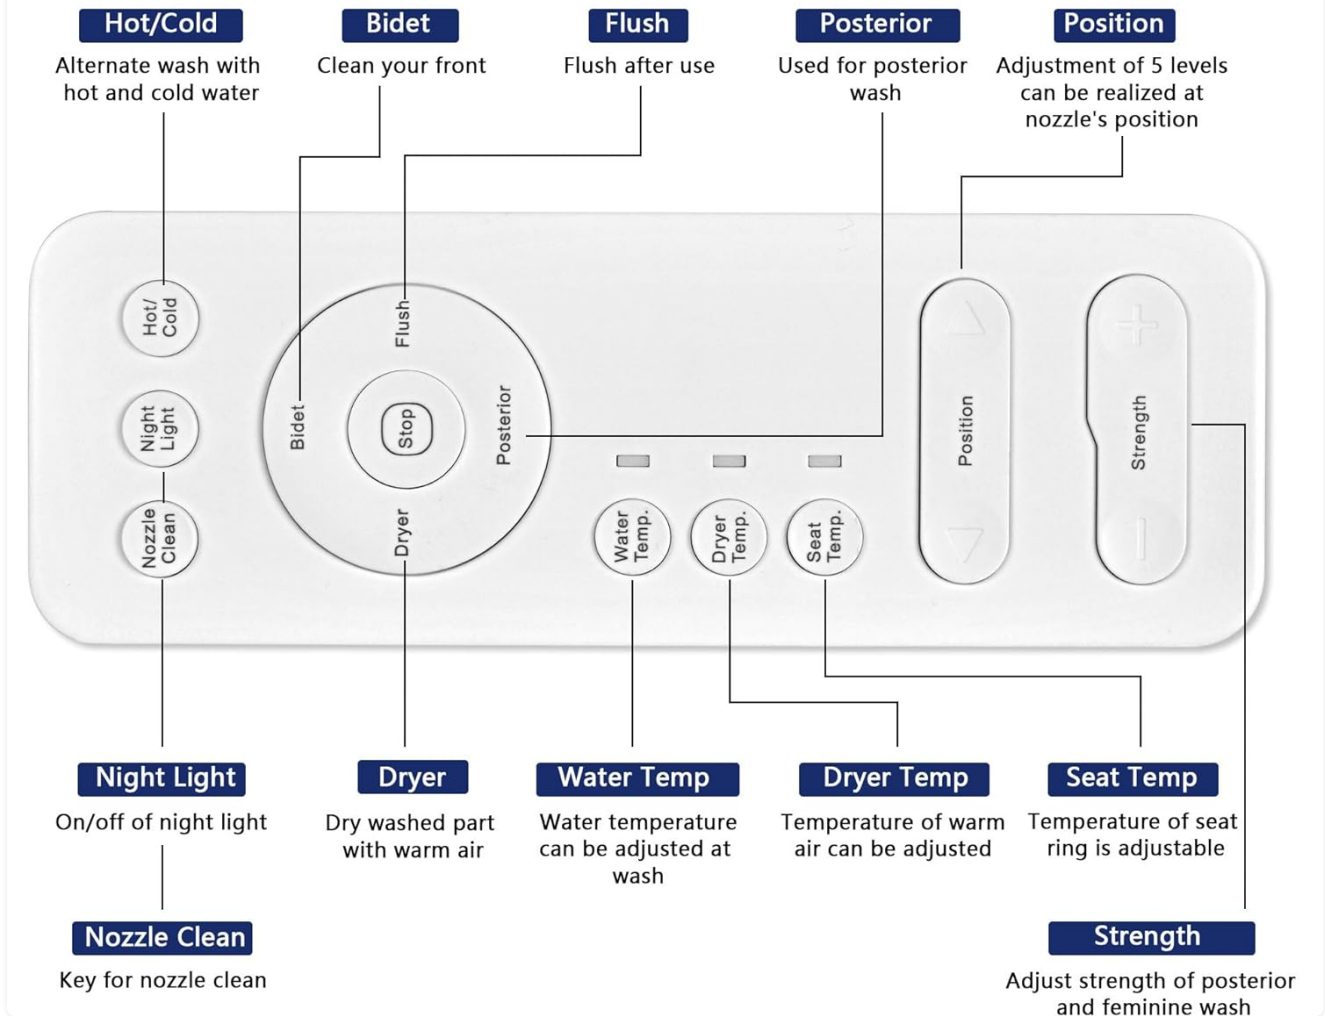 Hot/Cold
Alternate wash with
hot and cold water
Bidet
Clean your front
Flush
Flush after use
Posterior
Used for posterior
wash
Position
Adjustment of 5 levels
can be realized at
nozzle's position
Hot/
Cold
Night
Light
Nozzle
Clean
Flush
Bidet
Stop
Posterior
Dryer
Water
Temp.
Dryer
Temp.
Seat
Temp.
Position
+
Strength
—
Night Light
On/off of night light
Nozzle Clean
Key for nozzle clean
Dryer
Dry washed part
with warm air
Water Temp
Water temperature
can be adjusted at
wash
Dryer Temp
Temperature of warm
air can be adjusted
Seat Temp
Temperature of seat
ring is adjustable
Strength
Adjust strength of posterior
and feminine wash